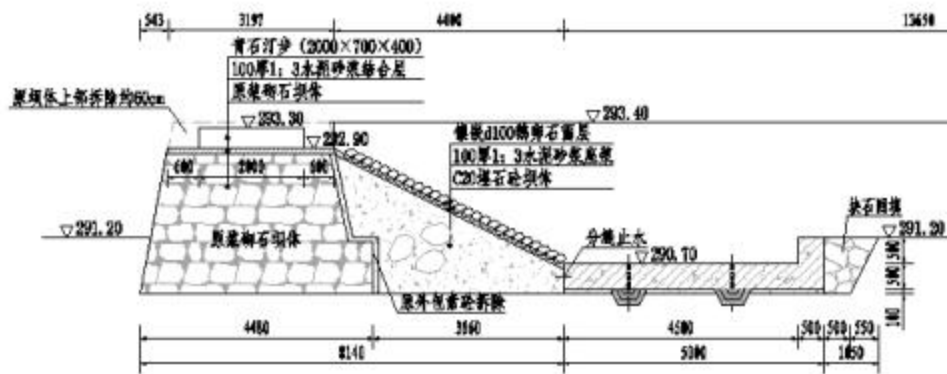 543 3197 4400 13650
青石汀步（2000×700×400）
100厚1：3水泥砂浆结合层
原浆砌石坝体
原坝体上部拆除约60cm
293.30
292.90
293.40
镶嵌d100鹅卵石面层
100厚1：3水泥砂浆底浆
C20埋石砼坝体
600 2000 600
291.20
原浆砌石坝体
分缝止水
290.70
块石回填
291.20
500
500
100
原外包素砼拆除
4480 3660 4500 500 500 550
8140 5000 1050